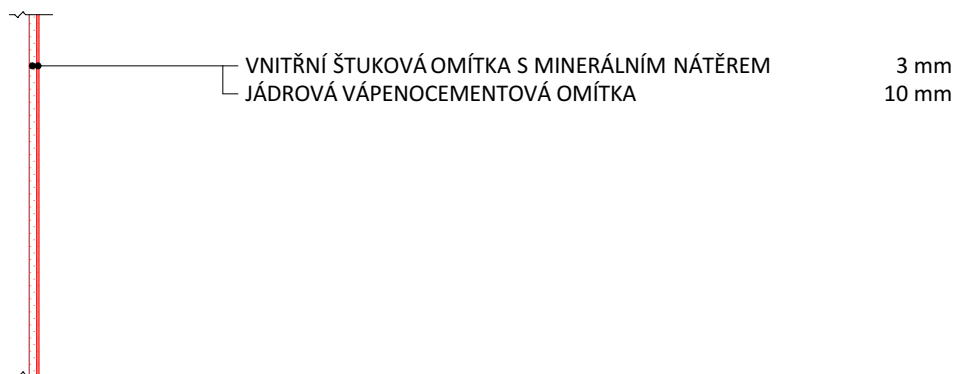 VNITŘNÍ ŠTUKOVÁ OMÍTKA S MINERÁLNÍM NÁTĚREM 3 mm
JÁDROVÁ VÁPENOCEMENTOVÁ OMÍTKA 10 mm